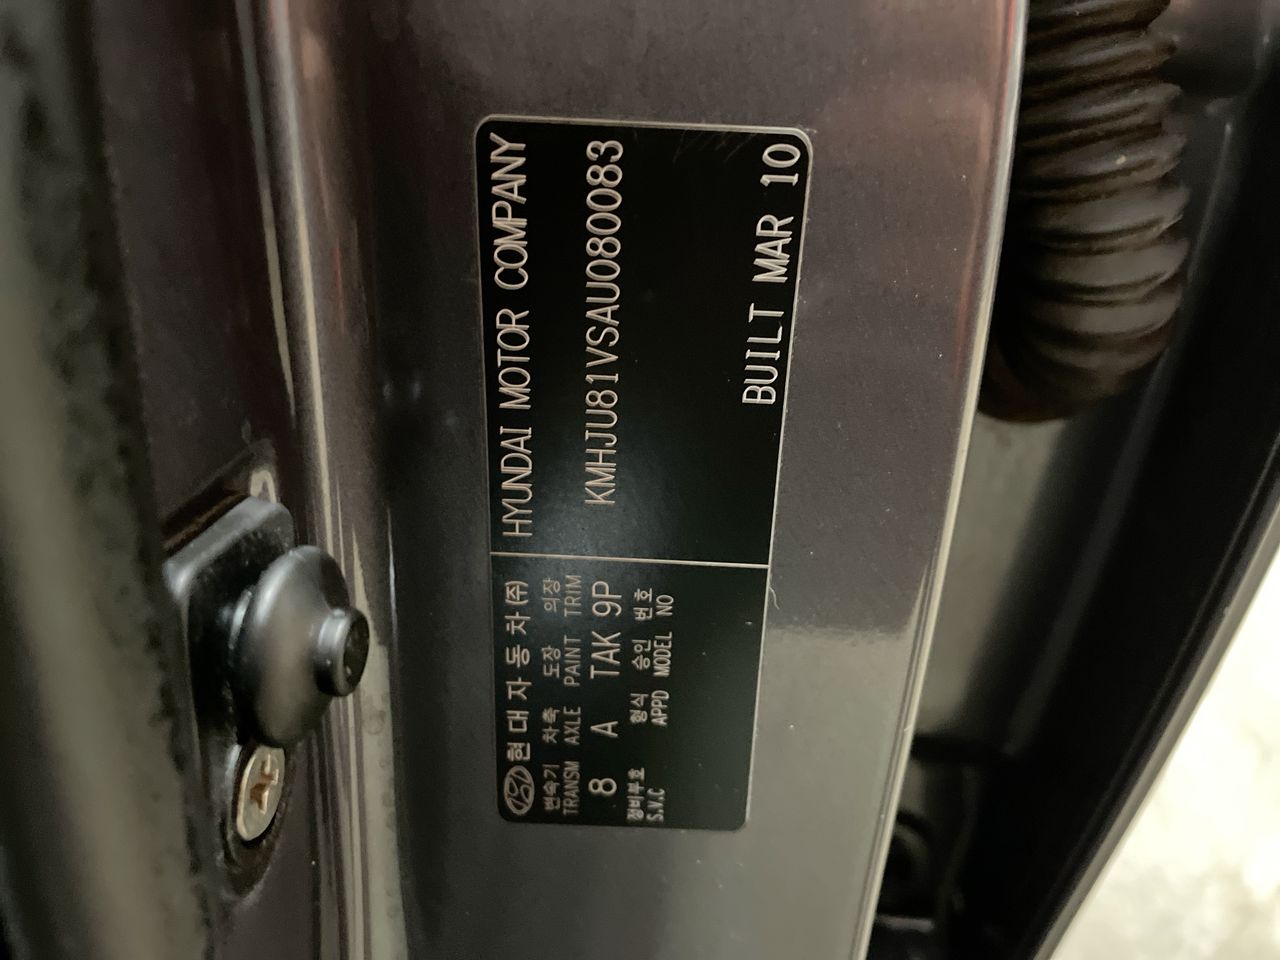 현대자동차(주) HYUNDAI MOTOR COMPANY
변속기 차축 도장 의장
TRANSM AXLE PAINT TRIM
8 A TAK 9P KMHJU81VSAU080083
정비부호 형식 승인 번호
S.V.C APPD MODEL NO
BUILT MAR 10